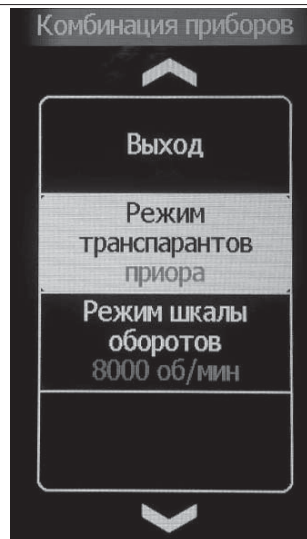 Комбинация приборов
Выход
Режим
транспарантов
приора
Режим шкалы
оборотов
8000 об/мин